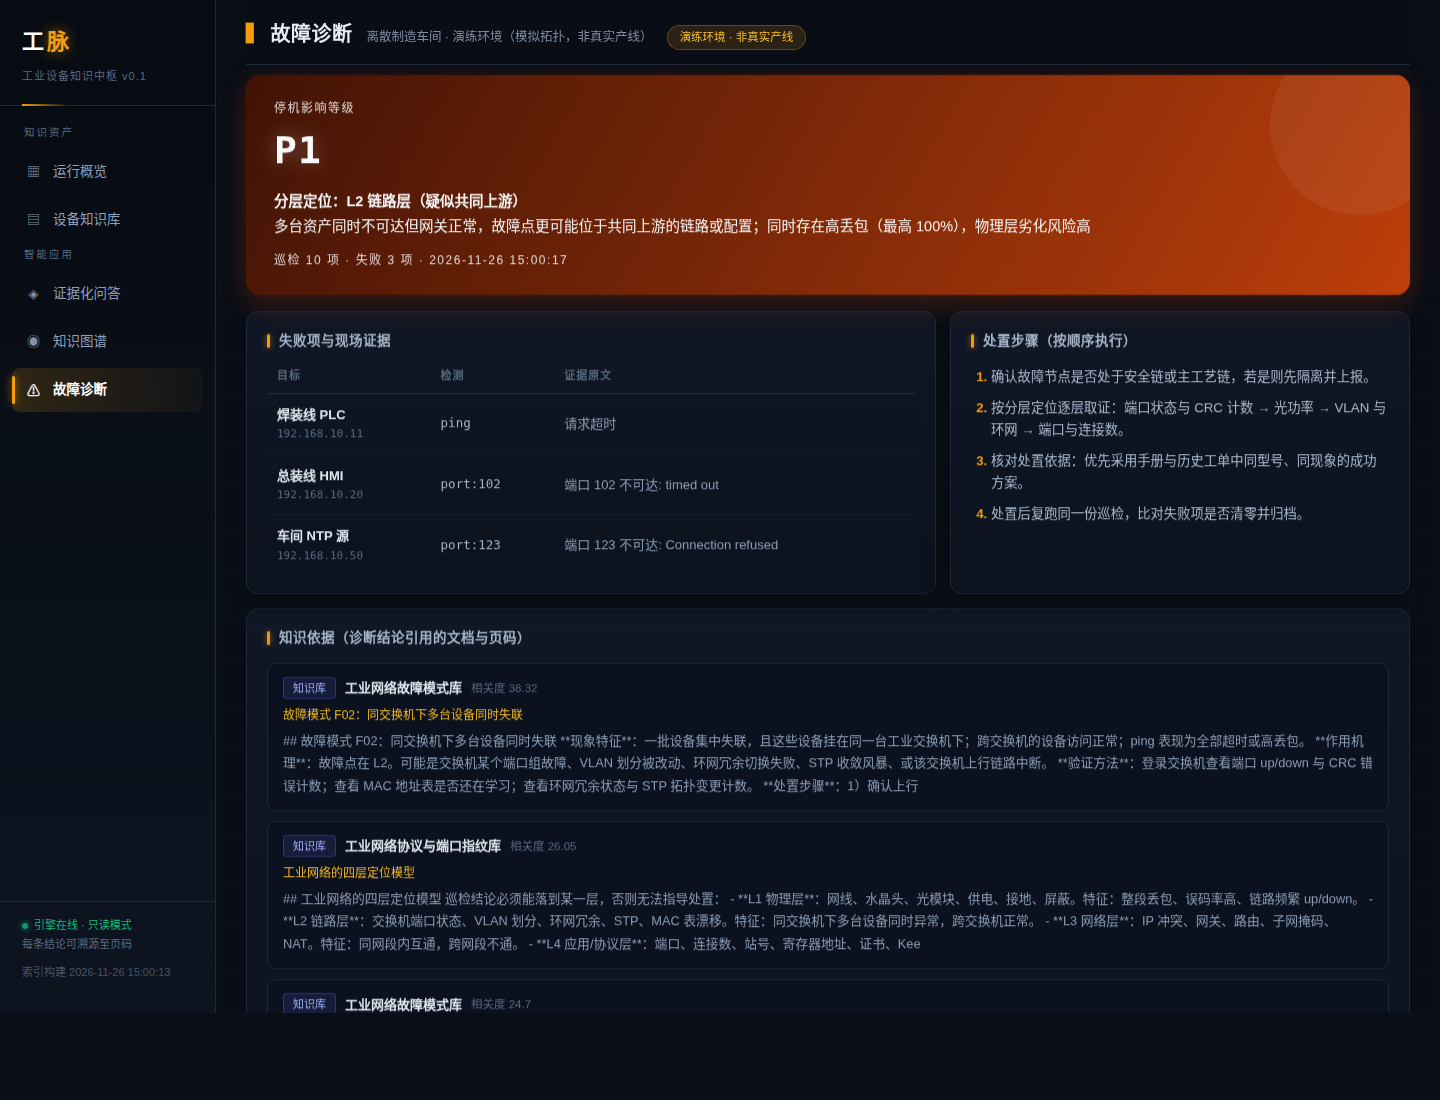 工脉
工业设备知识中枢 v0.1
知识资产
运行概览
设备知识库
智能应用
证据化问答
知识图谱
故障诊断
引擎在线 · 只读模式
每条结论可溯源至页码
索引构建 2026-11-26 15:00:13
故障诊断 离散制造车间 · 演练环境（模拟拓扑，非真实产线） 演练环境 · 非真实产线
停机影响等级
P1
分层定位：L2 链路层（疑似共同上游）
多台资产同时不可达但网关正常，故障点更可能位于共同上游的链路或配置；同时存在高丢包（最高 100%），物理层劣化风险高
巡检 10 项 · 失败 3 项 · 2026-11-26 15:00:17
失败项与现场证据
目标 检测 证据原文
焊装线 PLC
192.168.10.11
ping 请求超时
总装线 HMI
192.168.10.20
port:102 端口 102 不可达: timed out
车间 NTP 源
192.168.10.50
port:123 端口 123 不可达: Connection refused
处置步骤（按顺序执行）
1. 确认故障节点是否处于安全链或主工艺链，若是则先隔离并上报。
2. 按分层定位逐层取证：端口状态与 CRC 计数 → 光功率 → VLAN 与
环网 → 端口与连接数。
3. 核对处置依据：优先采用手册与历史工单中同型号、同现象的成功
方案。
4. 处置后复跑同一份巡检，比对失败项是否清零并归档。
知识依据（诊断结论引用的文档与页码）
知识库 工业网络故障模式库 相关度 38.32
故障模式 F02：同交换机下多台设备同时失联
## 故障模式 F02：同交换机下多台设备同时失联 **现象特征**：一批设备集中失联，且这些设备挂在同一台工业交换机下；跨交换机的设备访问正常；ping 表现为全部超时或高丢包。 **作用机
理**：故障点在 L2。可能是交换机某个端口组故障、VLAN 划分被改动、环网冗余切换失败、STP 收敛风暴、或该交换机上行链路中断。 **验证方法**：登录交换机查看端口 up/down 与 CRC 错
误计数；查看 MAC 地址表是否还在学习；查看环网冗余状态与 STP 拓扑变更计数。 **处置步骤**：1）确认上行
知识库 工业网络协议与端口指纹库 相关度 26.05
工业网络的四层定位模型
## 工业网络的四层定位模型 巡检结论必须能落到某一层，否则无法指导处置： - **L1 物理层**：网线、水晶头、光模块、供电、接地、屏蔽。特征：整段丢包、误码率高、链路频繁 up/down。 -
**L2 链路层**：交换机端口状态、VLAN 划分、环网冗余、STP、MAC 表漂移。特征：同交换机下多台设备同时异常，跨交换机正常。 - **L3 网络层**：IP 冲突、网关、路由、子网掩码、
NAT。特征：同网段内互通，跨网段不通。 - **L4 应用/协议层**：端口、连接数、站号、寄存器地址、证书、Kee
知识库 工业网络故障模式库 相关度 24.7